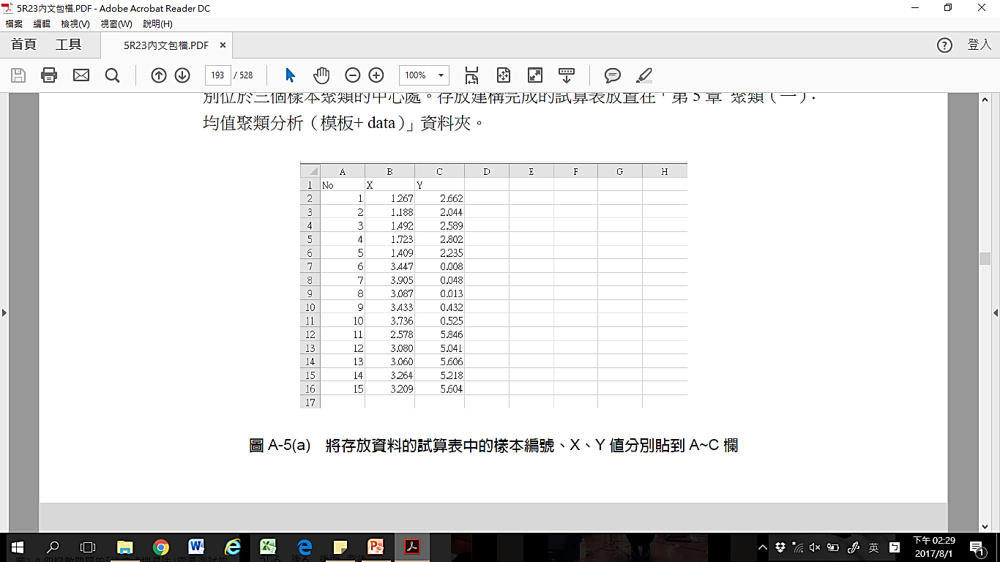 5R23內文包檔.PDF - Adobe Acrobat Reader DC
檔案 編輯 檢視(V) 視窗(W) 說明(H)
首頁 工具 5R23內文包檔.PDF × ? 登入
193 / 528 100%
別位於三個樣本聚類的中心處。存放建構完成的試算表放置在「第 5 章 聚類（一）:
均值聚類分析（模板+ data）」資料夾。
A B C D E F G H
1 No X Y
2 1 1.267 2.662
3 2 1.188 2.044
4 3 1.492 2.589
5 4 1.723 2.802
6 5 1.409 2.235
7 6 3.447 0.008
8 7 3.905 0.048
9 8 3.087 0.013
10 9 3.433 0.432
11 10 3.736 0.525
12 11 2.578 5.846
13 12 3.080 5.041
14 13 3.060 5.606
15 14 3.264 5.218
16 15 3.209 5.604
17
圖 A-5(a) 將存放資料的試算表中的樣本編號、X、Y 值分別貼到 A~C 欄
英 下午 02:29
2017/8/1 1